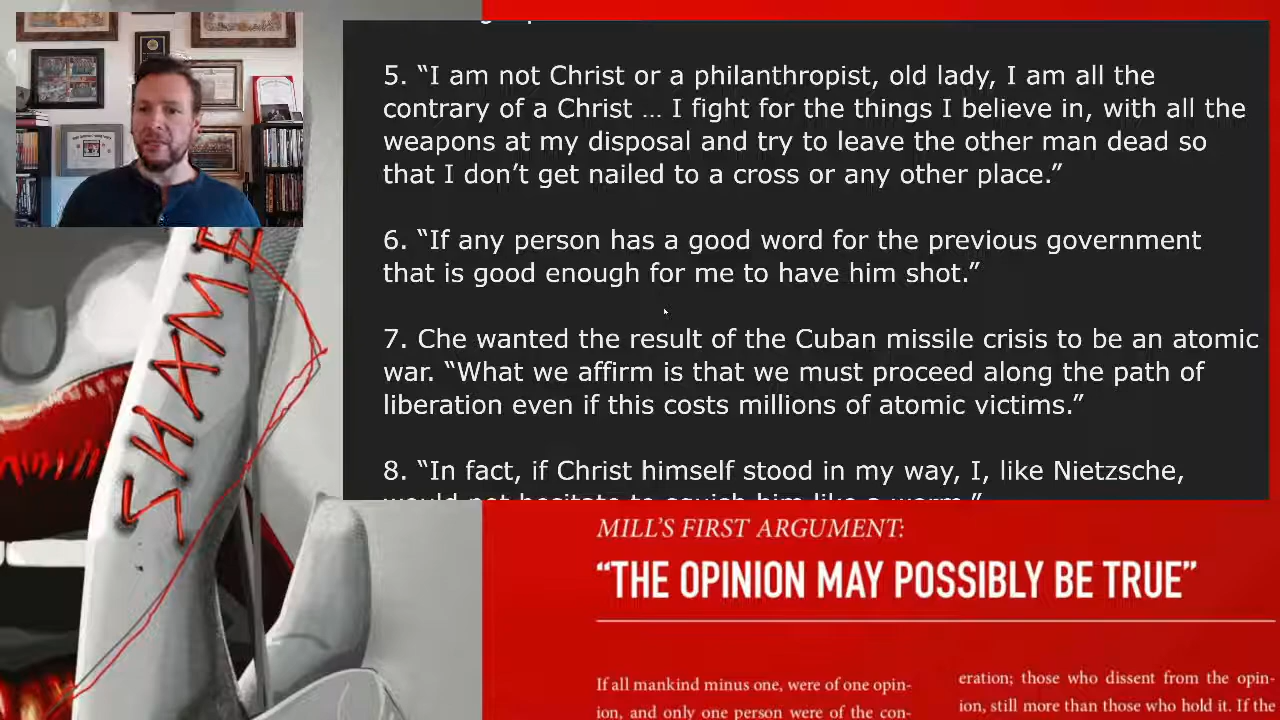 5. “I am not Christ or a philanthropist, old lady, I am all the
contrary of a Christ … I fight for the things I believe in, with all the
weapons at my disposal and try to leave the other man dead so
that I don’t get nailed to a cross or any other place.”
6. “If any person has a good word for the previous government
that is good enough for me to have him shot.”
7. Che wanted the result of the Cuban missile crisis to be an atomic
war. “What we affirm is that we must proceed along the path of
liberation even if this costs millions of atomic victims.”
8. “In fact, if Christ himself stood in my way, I, like Nietzsche,
would not hesitate to squish him like a worm.”
SHAME
MILL’S FIRST ARGUMENT:
“THE OPINION MAY POSSIBLY BE TRUE”
If all mankind minus one, were of one opin-
ion, and only one person were of the con-
eration; those who dissent from the opin-
ion, still more than those who hold it. If the